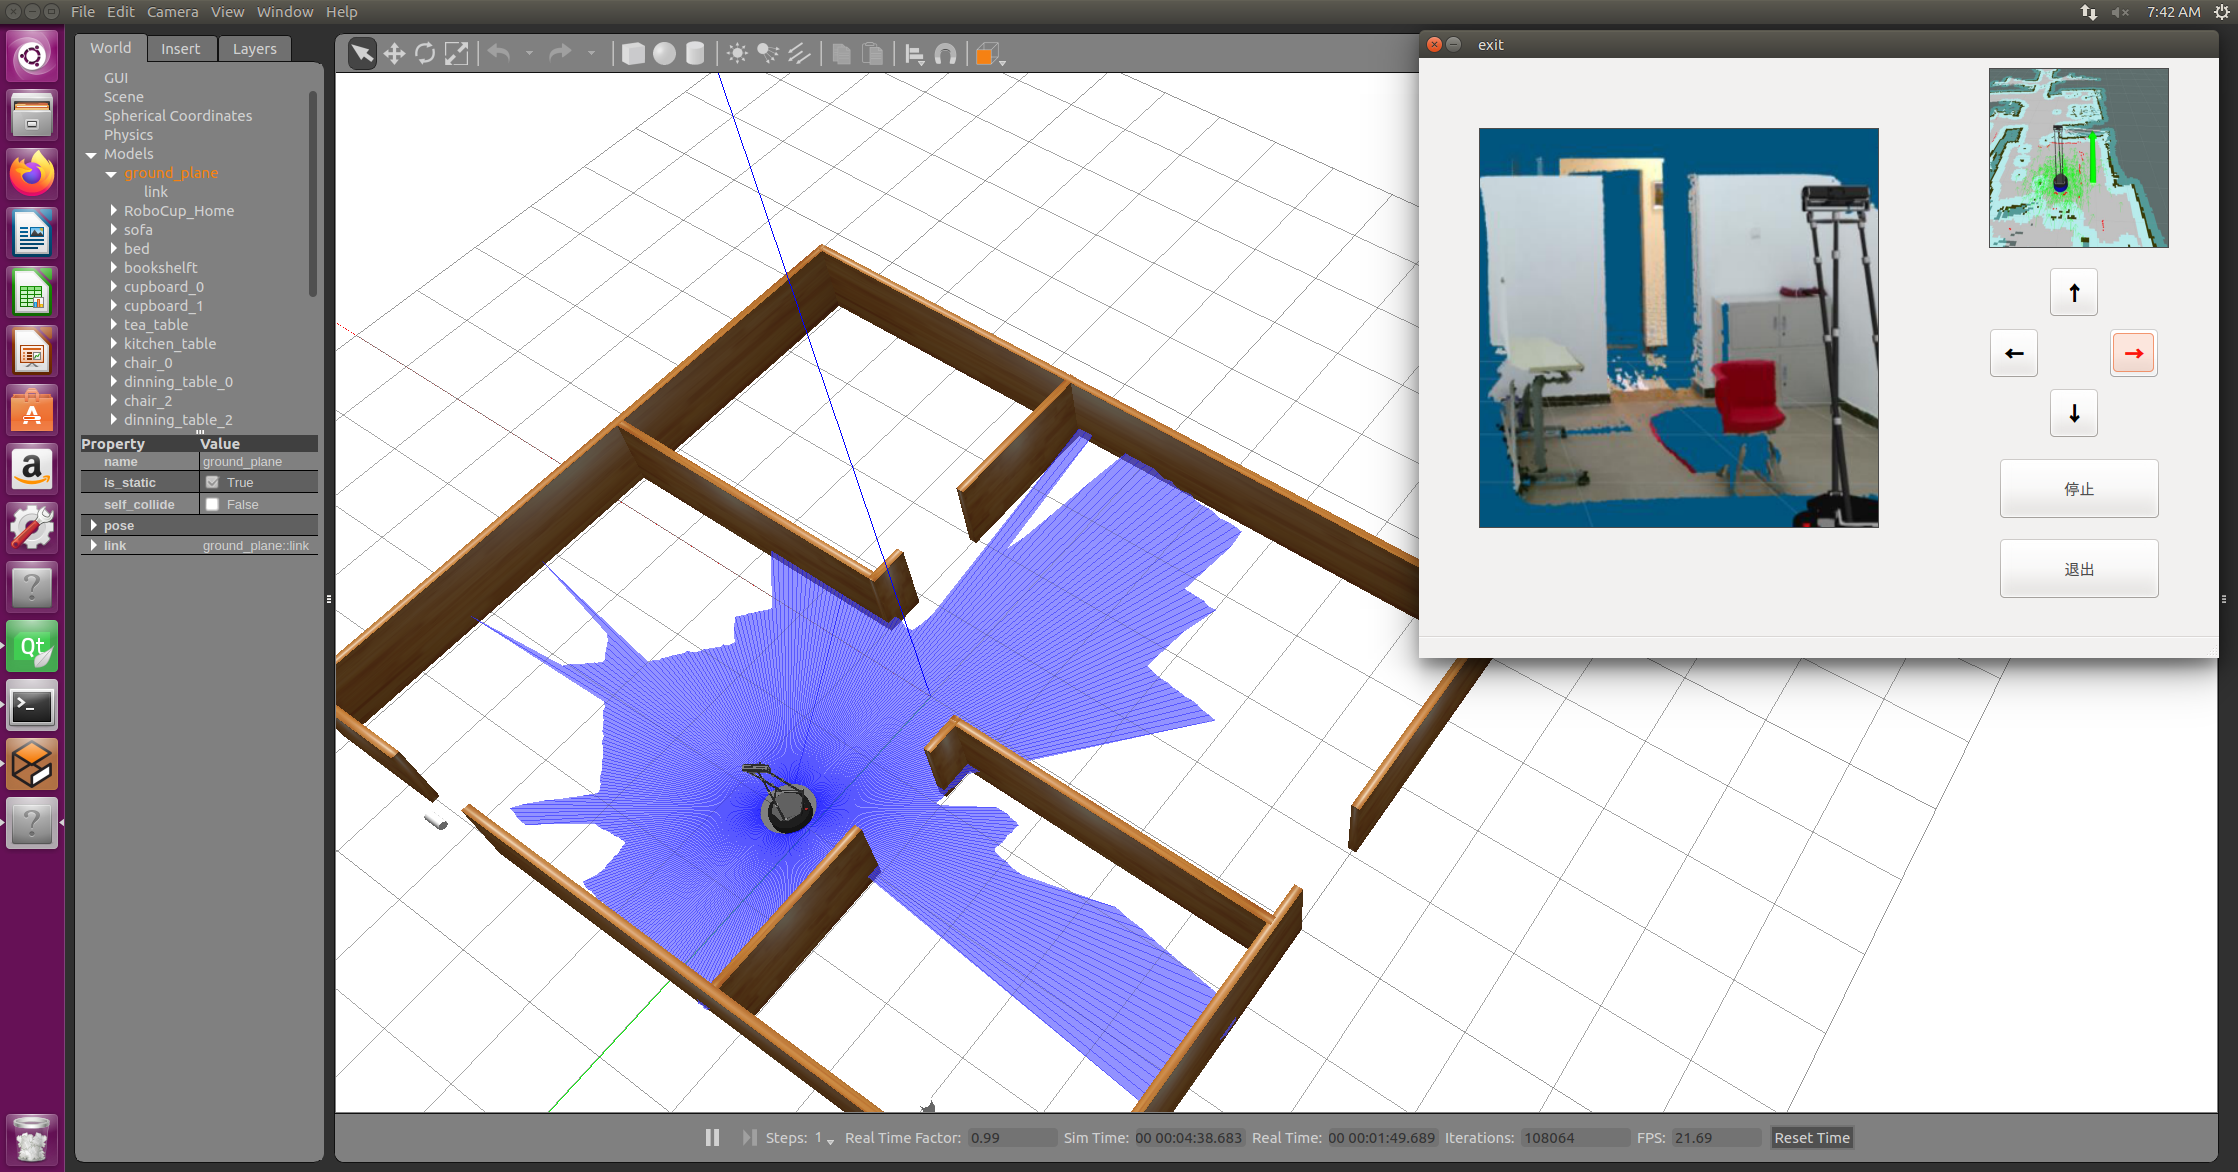 File Edit Camera View Window Help
7:42 AM
World Insert Layers
GUI
Scene
Spherical Coordinates
Physics
Models
ground_plane
link
RoboCup_Home
sofa
bed
bookshelft
cupboard_0
cupboard_1
tea_table
kitchen_table
chair_0
dinning_table_0
chair_2
dinning_table_2
Property Value
name ground_plane
is_static True
self_collide False
pose
link ground_plane::link
exit
停止
退出
Steps: 1 Real Time Factor: 0.99 Sim Time: 00 00:04:38.683 Real Time: 00 00:01:49.689 Iterations: 108064 FPS: 21.69 Reset Time
Qt